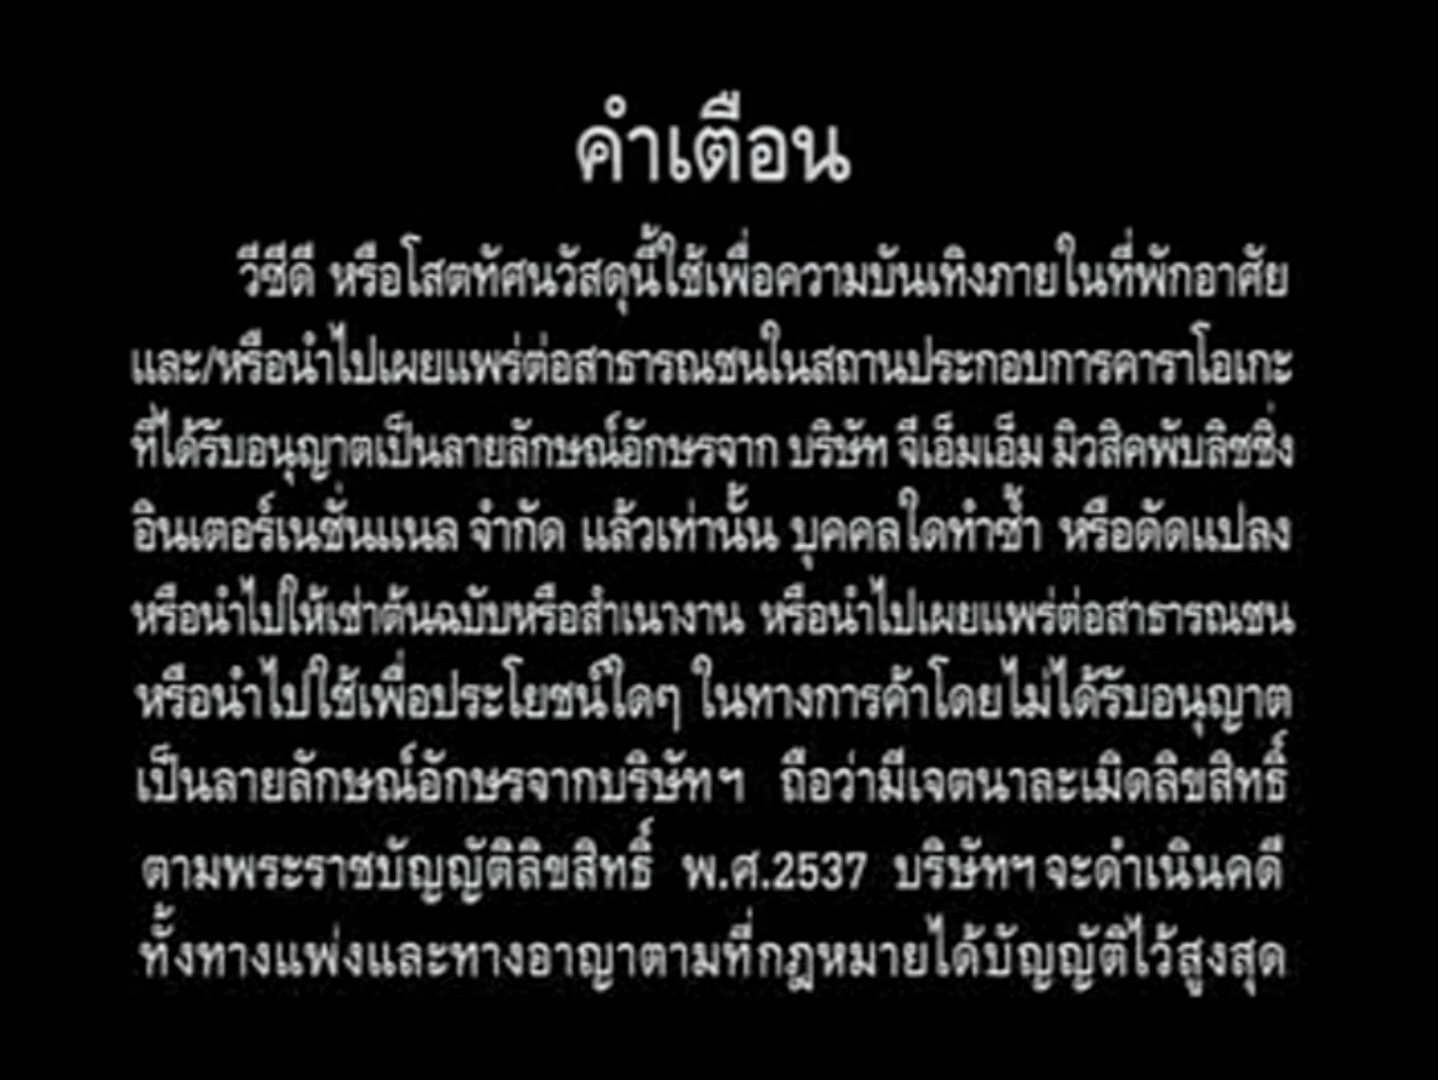 คำเตือน
วีซีดี หรือโสตทัศนวัสดุนี้ใช้เพื่อความบันเทิงภายในที่พักอาศัย
และ/หรือนำไปเผยแพร่ต่อสาธารณชนในสถานประกอบการคาราโอเกะ
ที่ได้รับอนุญาตเป็นลายลักษณ์อักษรจาก บริษัท จีเอ็มเอ็ม มิวสิคพับลิชชิ่ง
อินเตอร์เนชั่นแนล จำกัด แล้วเท่านั้น บุคคลใดทำซ้ำ หรือดัดแปลง
หรือนำไปให้เช่าต้นฉบับหรือสำเนางาน หรือนำไปเผยแพร่ต่อสาธารณชน
หรือนำไปใช้เพื่อประโยชน์ใดๆ ในทางการค้าโดยไม่ได้รับอนุญาต
เป็นลายลักษณ์อักษรจากบริษัทฯ ถือว่ามีเจตนาละเมิดลิขสิทธิ์
ตามพระราชบัญญัติลิขสิทธิ์ พ.ศ.2537 บริษัทฯจะดำเนินคดี
ทั้งทางแพ่งและทางอาญาตามที่กฎหมายได้บัญญัติไว้สูงสุด